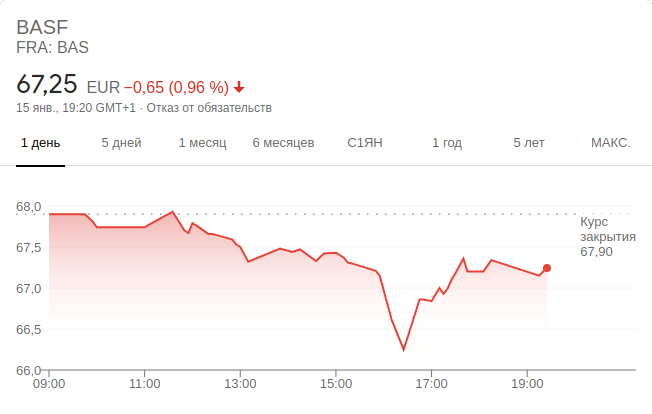 BASF
FRA: BAS
67,25 EUR −0,65 (0,96 %)
15 янв., 19:20 GMT+1 · Отказ от обязательств
1 день 5 дней 1 месяц 6 месяцев С1ЯН 1 год 5 лет МАКС.
68,0
Курс
закрытия
67,90
67,5
67,0
66,5
66,0
09:00 11:00 13:00 15:00 17:00 19:00